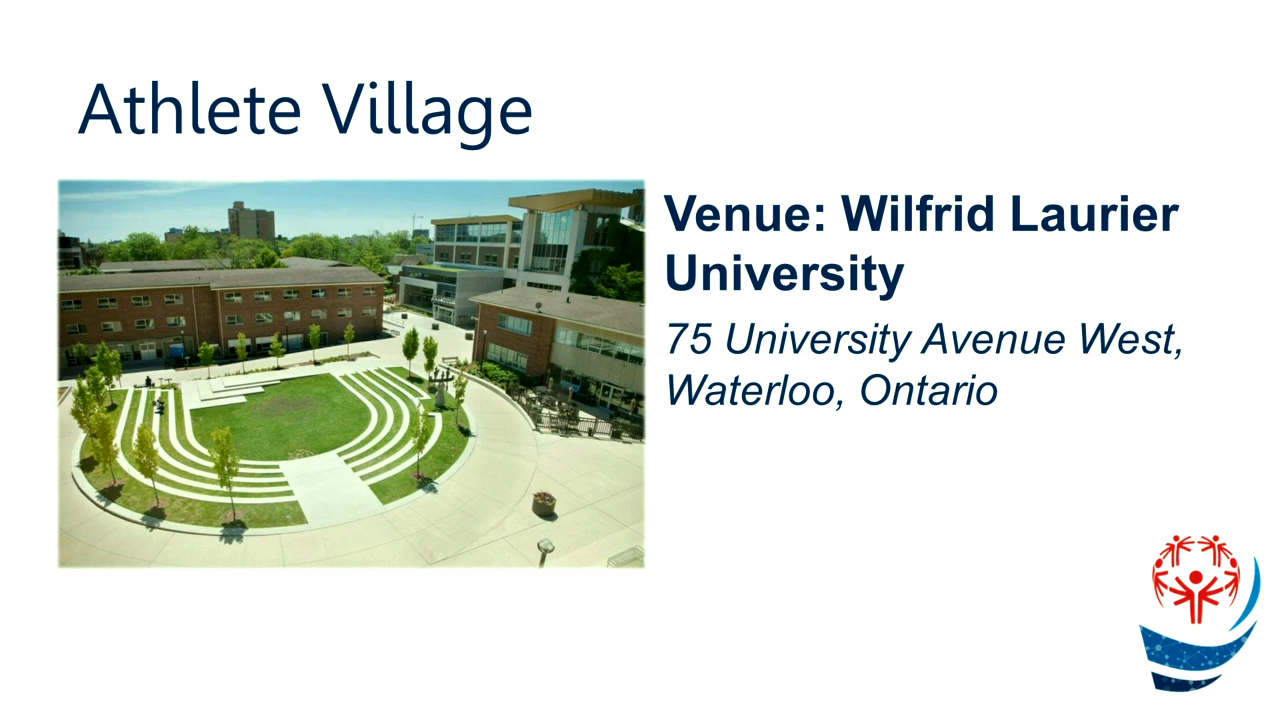 Athlete Village
Venue: Wilfrid Laurier
University
75 University Avenue West,
Waterloo, Ontario